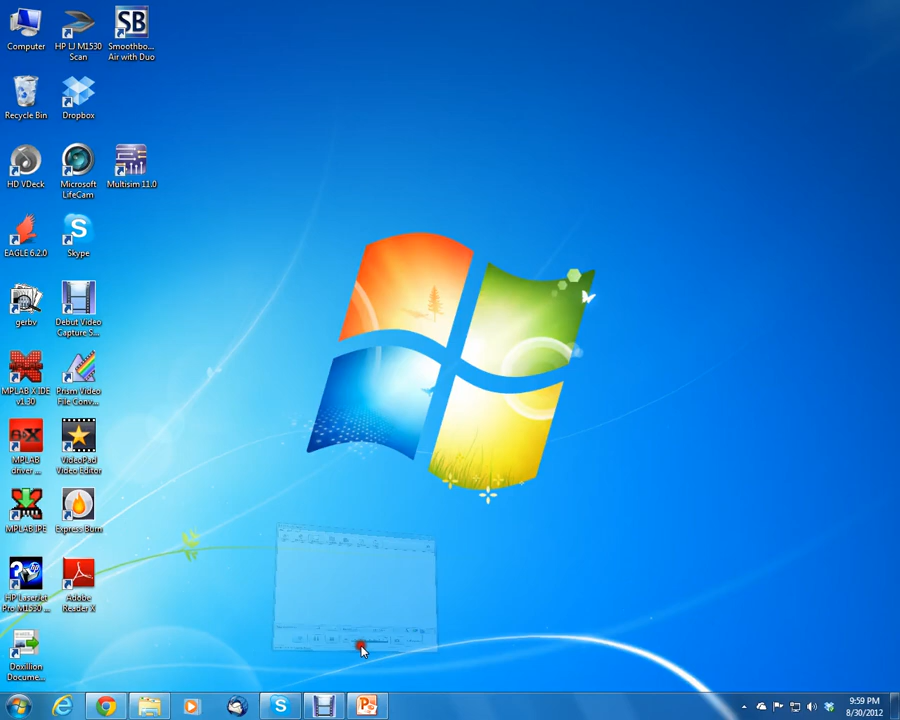 Computer
HP LJ M1530
Scan
SB
Smoothbo...
Air with Duo
Recycle Bin
Dropbox
HD VDeck
Microsoft
LifeCam
Multisim 11.0
EAGLE 6.2.0
Skype
gerbv
Debut Video
Capture S...
MPLAB X IDE
v1.30
Prism Video
File Conv...
MPLAB
driver ...
VideoPad
Video Editor
MPLAB IPE
Express Burn
HP LaserJet
Pro M1530 ...
Adobe
Reader X
Doxillion
Docume...
9:59 PM
8/30/2012